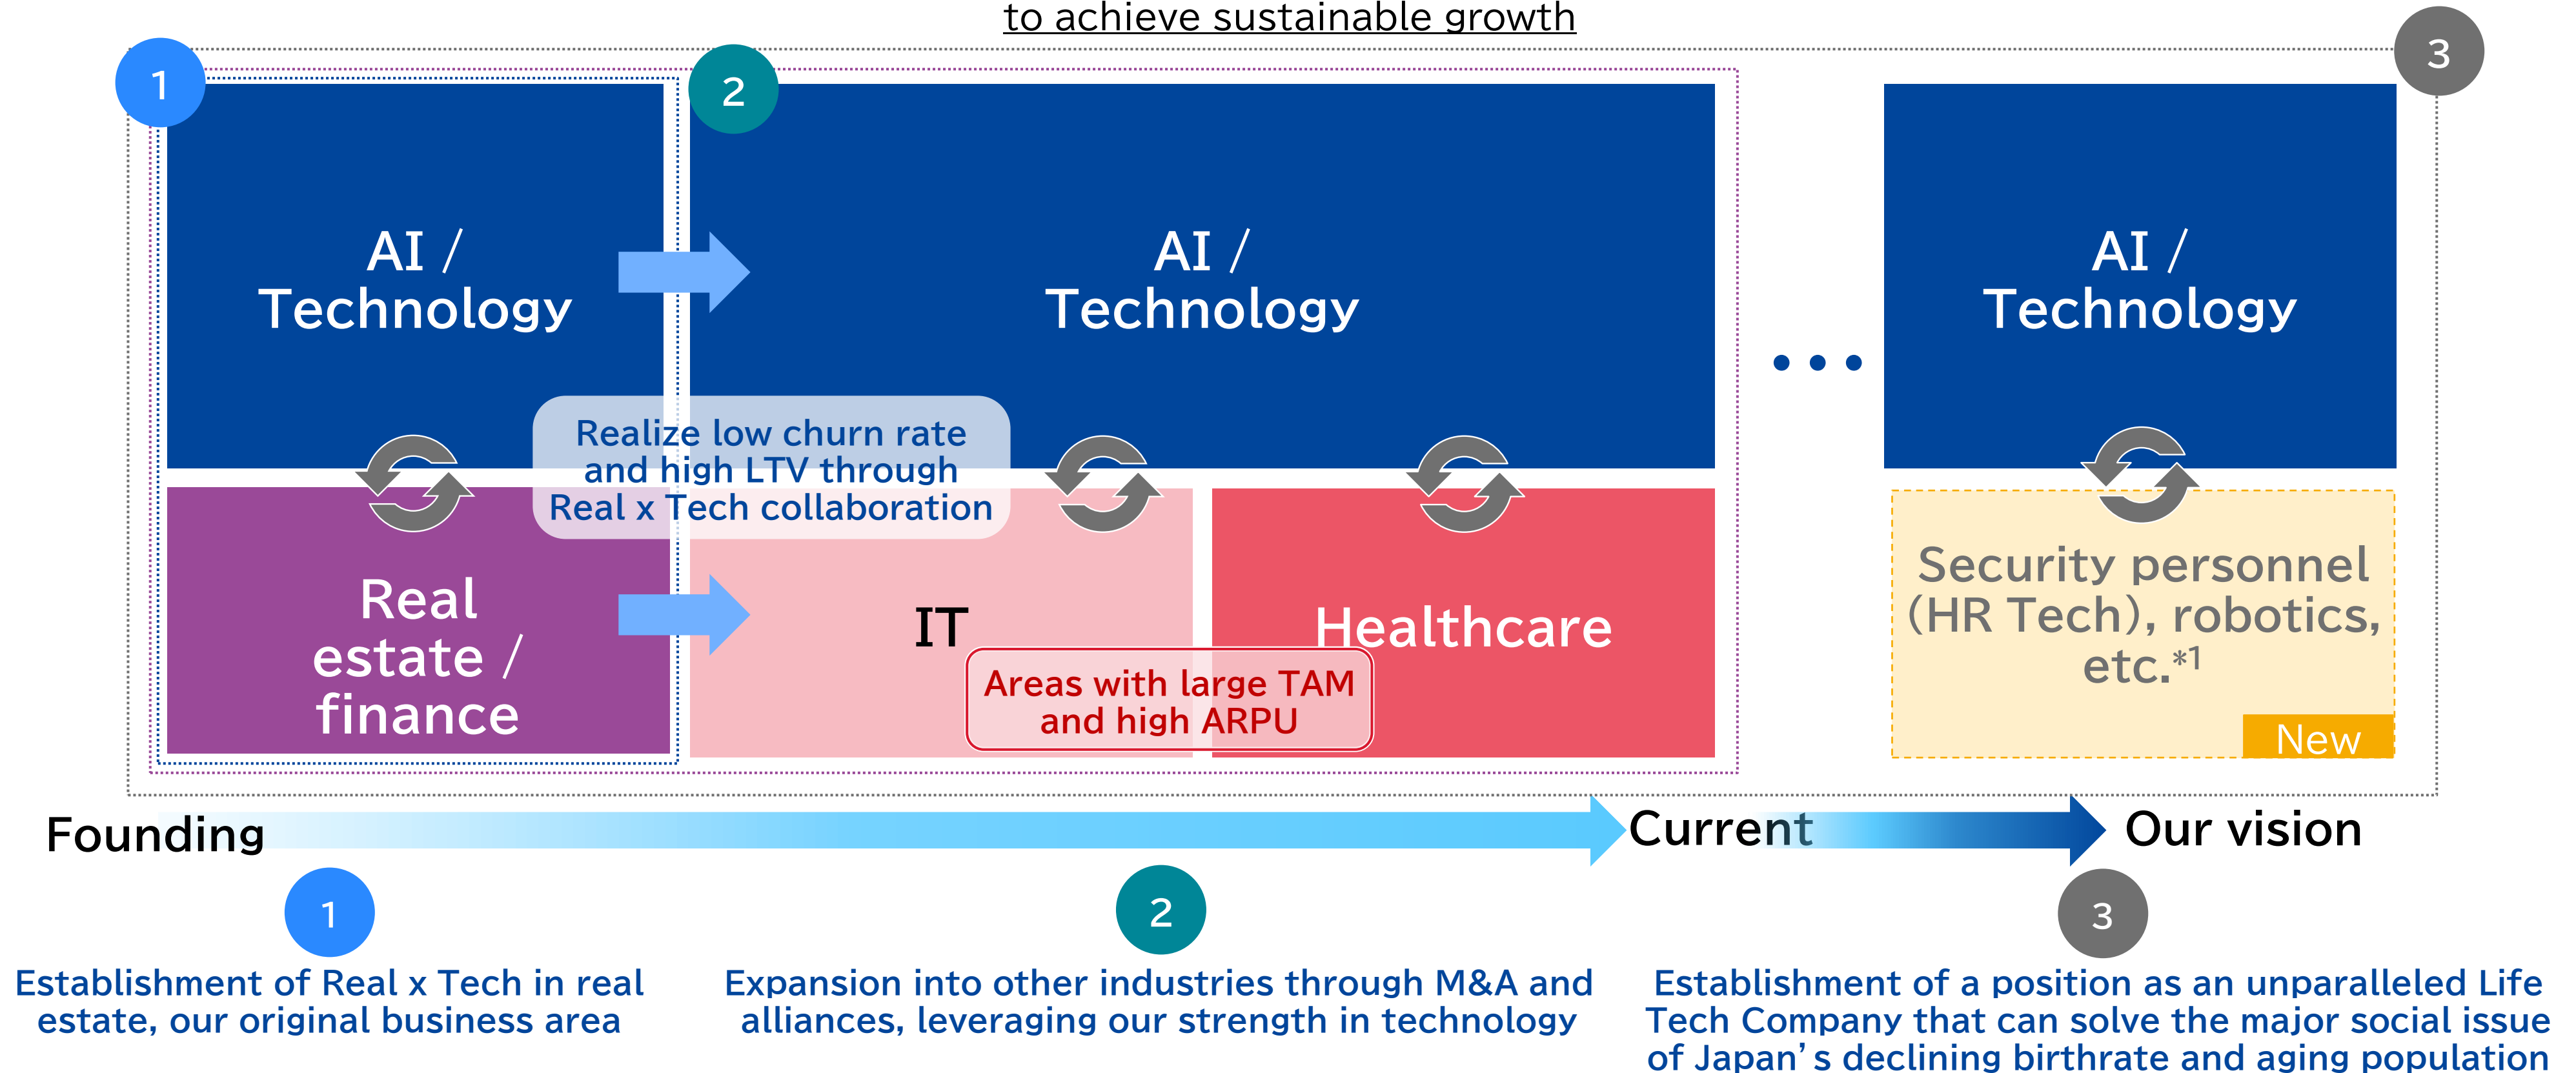 to achieve sustainable growth
1
2
3
AI /
Technology
AI /
Technology
AI /
Technology
Realize low churn rate
and high LTV through
Real x Tech collaboration
Real
estate /
finance
IT
Healthcare
Areas with large TAM
and high ARPU
Security personnel
(HR Tech), robotics,
etc.*1
New
Founding
Current
Our vision
1
2
3
Establishment of Real x Tech in real
estate, our original business area
Expansion into other industries through M&A and
alliances, leveraging our strength in technology
Establishment of a position as an unparalleled Life
Tech Company that can solve the major social issue
of Japan’s declining birthrate and aging population